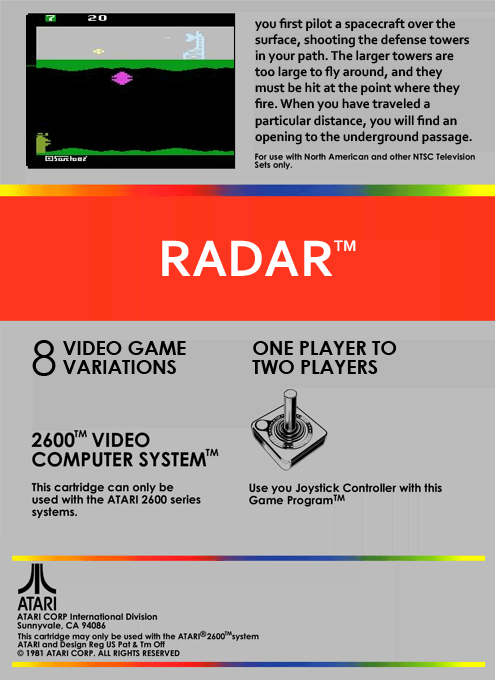 20
you first pilot a spacecraft over the
surface, shooting the defense towers
in your path. The larger towers are
too large to fly around, and they
must be hit at the point where they
fire. When you have traveled a
particular distance, you will find an
opening to the underground passage.
For use with North American and other NTSC Television
Sets only.
RADAR™
8 VIDEO GAME
VARIATIONS
ONE PLAYER TO
TWO PLAYERS
2600™ VIDEO
COMPUTER SYSTEM™
This cartridge can only be
used with the ATARI 2600 series
systems.
Use you Joystick Controller with this
Game Program™
ATARI
ATARI CORP International Division
Sunnyvale, CA 94086
This cartridge may only be used with the ATARI®2600™system
ATARI and Design Reg US Pat & Tm Off
© 1981 ATARI CORP. ALL RIGHTS RESERVED